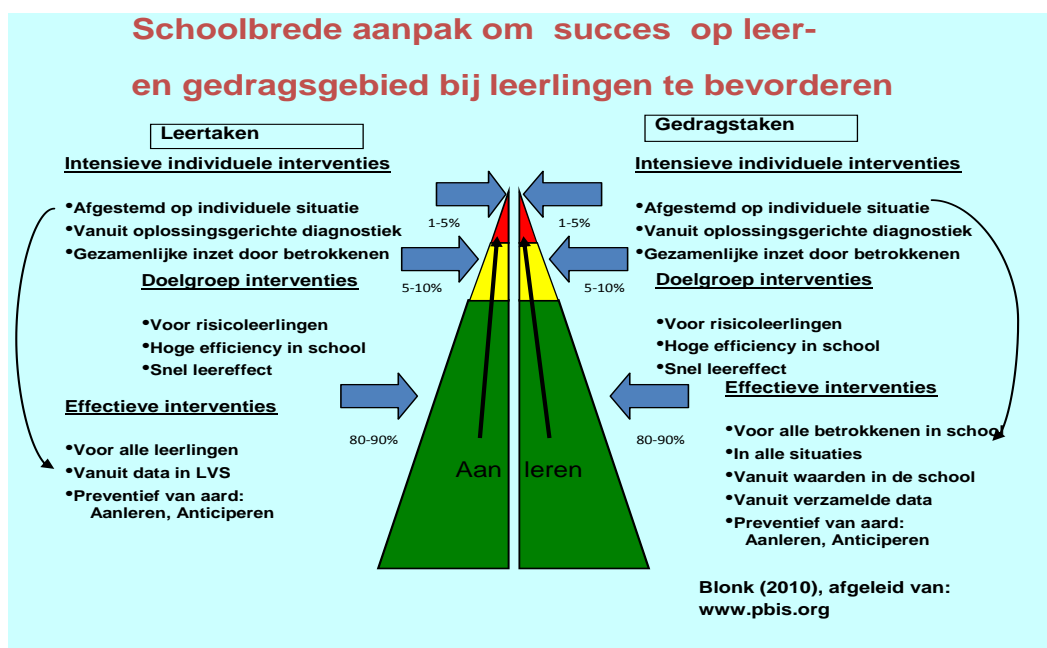 Schoolbrede aanpak om  succes  op leer-
en gedragsgebied bij leerlingen te bevorderen
Leertaken
Intensieve individuele interventies
•Afgestemd op individuele situatie
•Vanuit oplossingsgerichte diagnostiek
•Gezamenlijke inzet door betrokkenen
Doelgroep interventies
•Voor risicoleerlingen
•Hoge efficiency in school
•Snel leereffect
Effectieve interventies
•Voor alle leerlingen
•Vanuit data in LVS
•Preventief van aard:
Aanleren, Anticiperen
1-5%
5-10%
80-90%
Aan leren
1-5%
5-10%
80-90%
Gedragstaken
Intensieve individuele interventies
•Afgestemd op individuele situatie
•Vanuit oplossingsgerichte diagnostiek
•Gezamenlijke inzet door betrokkenen
Doelgroep interventies
•Voor risicoleerlingen
•Hoge efficiency in school
•Snel leereffect
Effectieve interventies
•Voor alle betrokkenen in school
•In alle situaties
•Vanuit waarden in de school
•Vanuit verzamelde data
•Preventief van aard:
Aanleren, Anticiperen
Blonk (2010), afgeleid van:
www.pbis.org